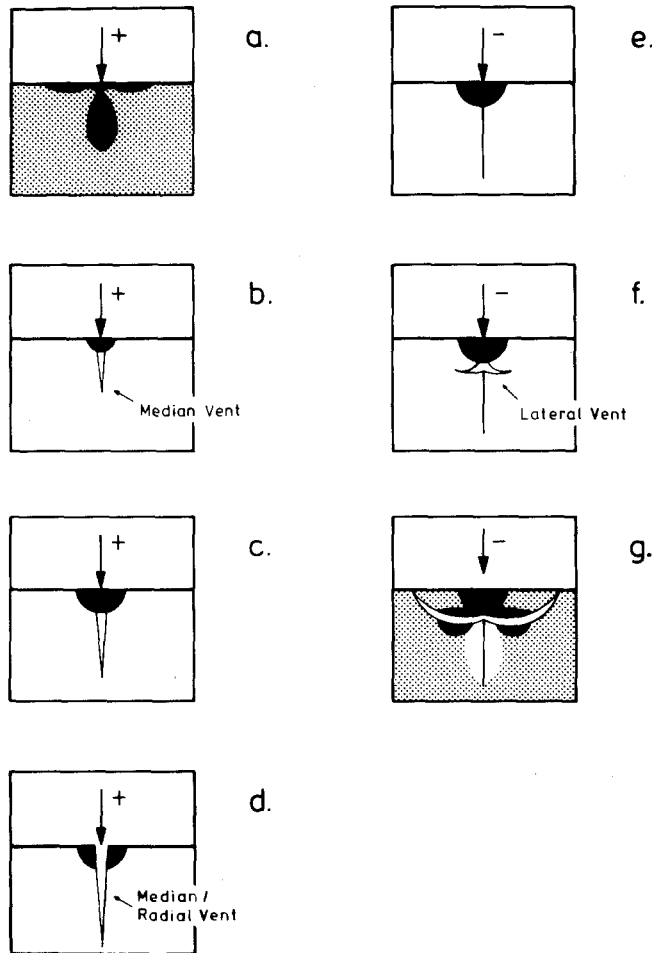 +
a.
-
e.
+
b.
Median Vent
-
f.
Lateral Vent
+
c.
-
g.
+
d.
Median /
Radial Vent